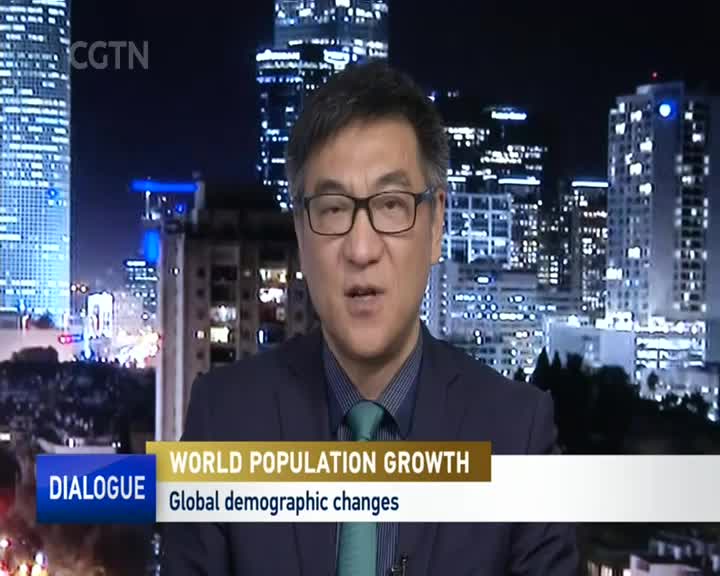 CGTN
WORLD POPULATION GROWTH
DIALOGUE
Global demographic changes